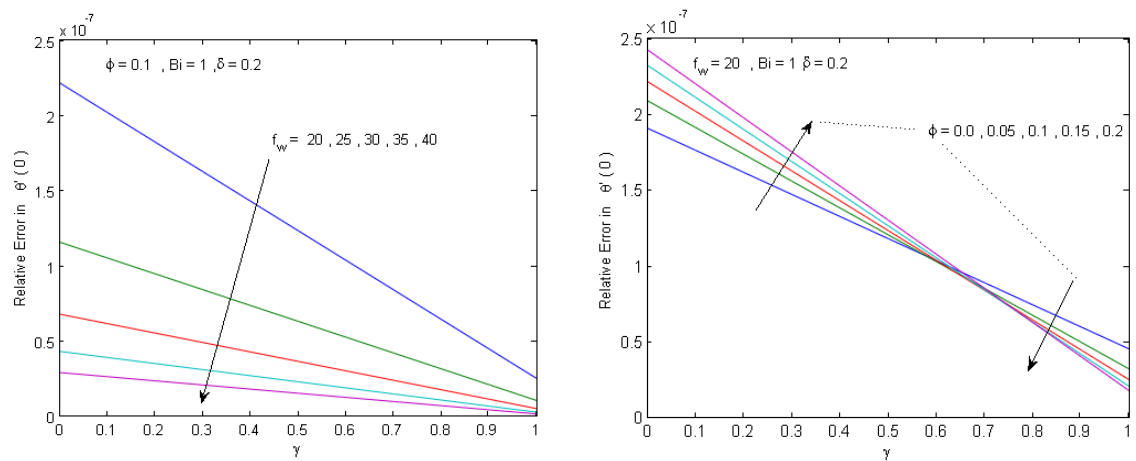 × 10⁻⁷
2.5
2
1.5
1
0.5
0
ϕ = 0.1 , Bi = 1 ,δ = 0.2
f_w = 20 , 25 , 30 , 35 , 40
Relative Error in θ' ( 0 )
0 0.1 0.2 0.3 0.4 0.5 0.6 0.7 0.8 0.9 1
γ
× 10⁻⁷
2.5
2
1.5
1
0.5
0
f_w = 20 , Bi = 1 δ = 0.2
ϕ = 0.0 , 0.05 , 0.1 , 0.15 , 0.2
Relative Error in θ' ( 0 )
0 0.1 0.2 0.3 0.4 0.5 0.6 0.7 0.8 0.9 1
γ